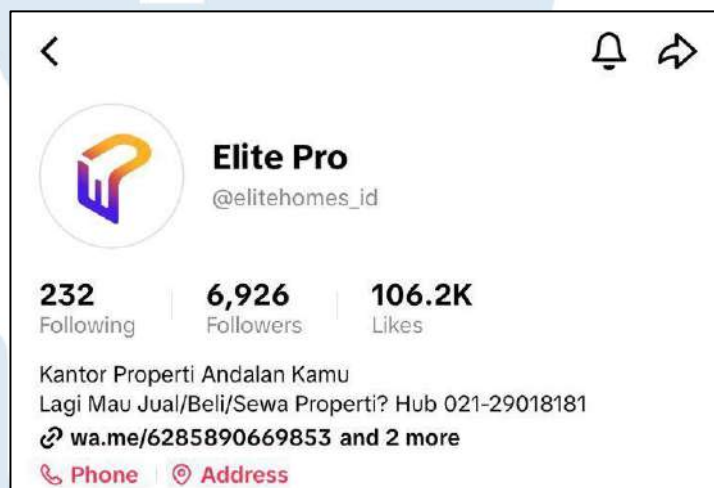 Elite Pro
@elitehomes_id
232 6,926 106.2K
Following Followers Likes
Kantor Properti Andalan Kamu
Lagi Mau Jual/Beli/Sewa Properti? Hub 021-29018181
wa.me/6285890669853 and 2 more
Phone Address